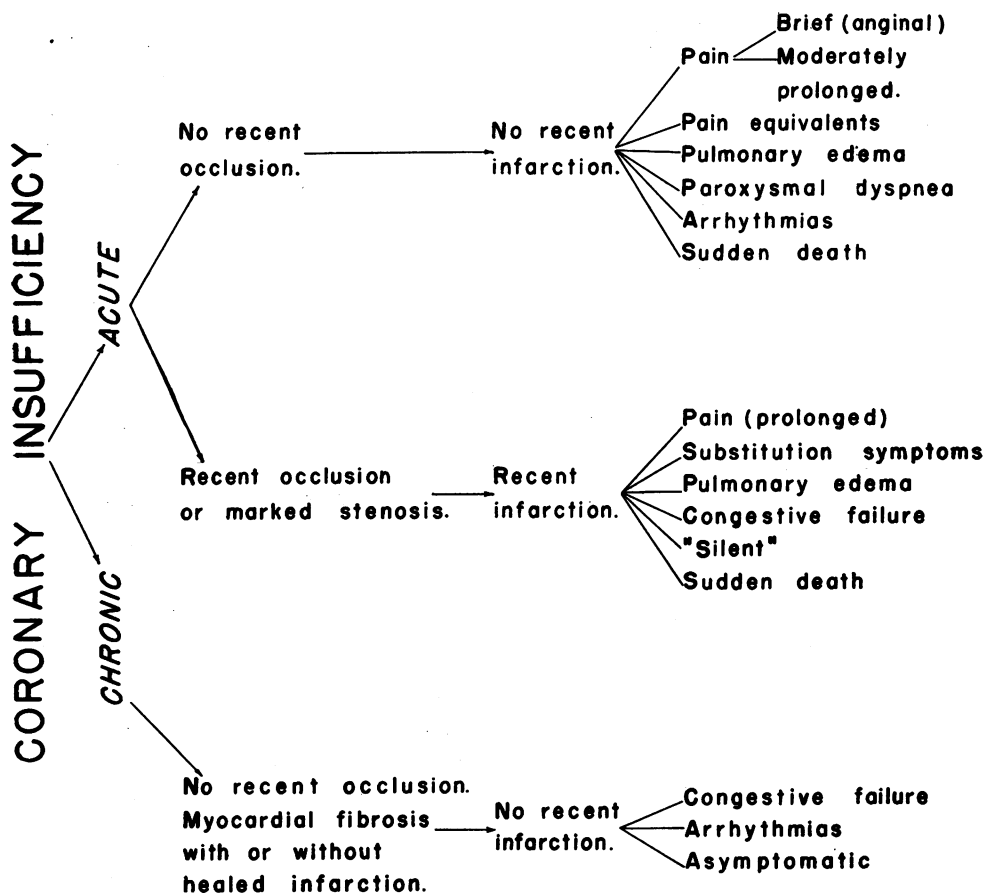 CORONARY INSUFFICIENCY
ACUTE
No recent
occlusion.
No recent
infarction.
Pain
Brief (anginal)
Moderately
prolonged.
Pain equivalents
Pulmonary edema
Paroxysmal dyspnea
Arrhythmias
Sudden death
Recent occlusion
or marked stenosis.
Recent
infarction.
Pain (prolonged)
Substitution symptoms
Pulmonary edema
Congestive failure
"Silent"
Sudden death
CHRONIC
No recent occlusion.
Myocardial fibrosis
with or without
healed infarction.
No recent
infarction.
Congestive failure
Arrhythmias
Asymptomatic